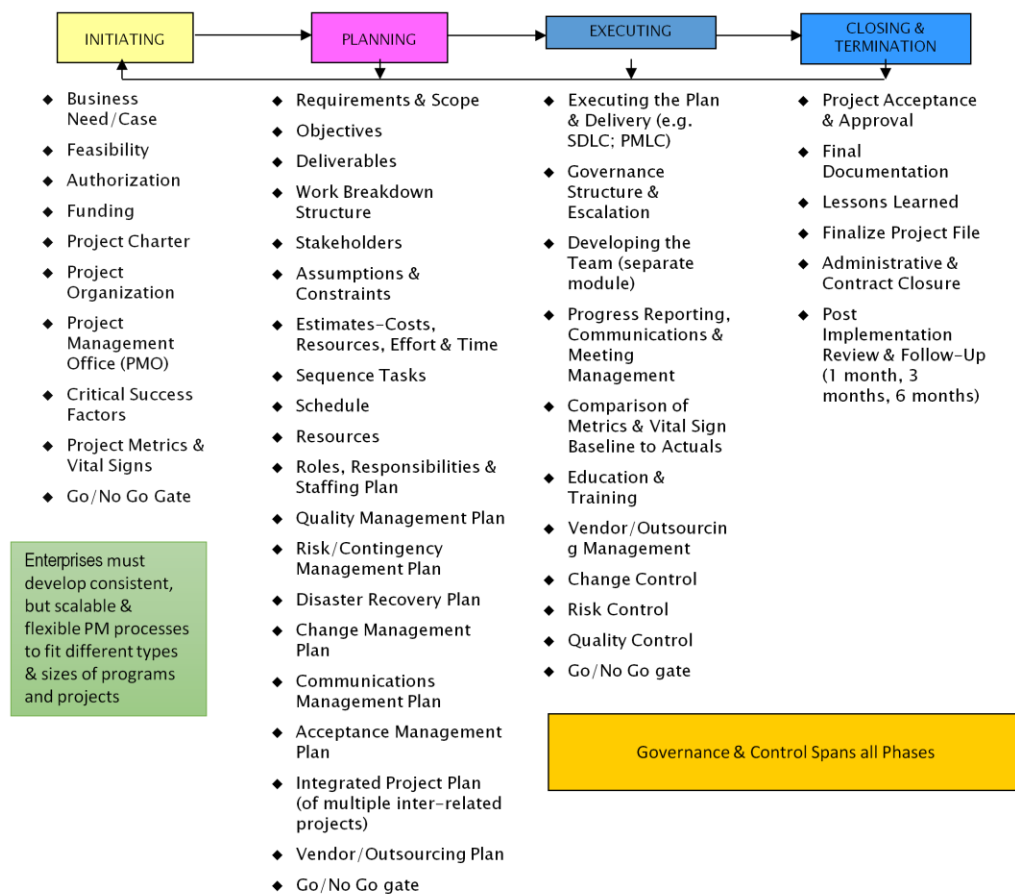 INITIATING
PLANNING
EXECUTING
CLOSING &
TERMINATION
Business
Need/Case
Feasibility
Authorization
Funding
Project Charter
Project
Organization
Project
Management
Office (PMO)
Critical Success
Factors
Project Metrics &
Vital Signs
Go/No Go Gate
Enterprises must
develop consistent,
but scalable &
flexible PM processes
to fit different types
& sizes of programs
and projects
Requirements & Scope
Objectives
Deliverables
Work Breakdown
Structure
Stakeholders
Assumptions &
Constraints
Estimates-Costs,
Resources, Effort & Time
Sequence Tasks
Schedule
Resources
Roles, Responsibilities &
Staffing Plan
Quality Management Plan
Risk/Contingency
Management Plan
Disaster Recovery Plan
Change Management
Plan
Communications
Management Plan
Acceptance Management
Plan
Integrated Project Plan
(of multiple inter-related
projects)
Vendor/Outsourcing Plan
Go/No Go gate
Executing the Plan
& Delivery (e.g.
SDLC; PMLC)
Governance
Structure &
Escalation
Developing the
Team (separate
module)
Progress Reporting,
Communications &
Meeting
Management
Comparison of
Metrics & Vital Sign
Baseline to Actuals
Education &
Training
Vendor/Outsourcin
g Management
Change Control
Risk Control
Quality Control
Go/No Go gate
Project Acceptance
& Approval
Final
Documentation
Lessons Learned
Finalize Project File
Administrative &
Contract Closure
Post
Implementation
Review & Follow-Up
(1 month, 3
months, 6 months)
Governance & Control Spans all Phases